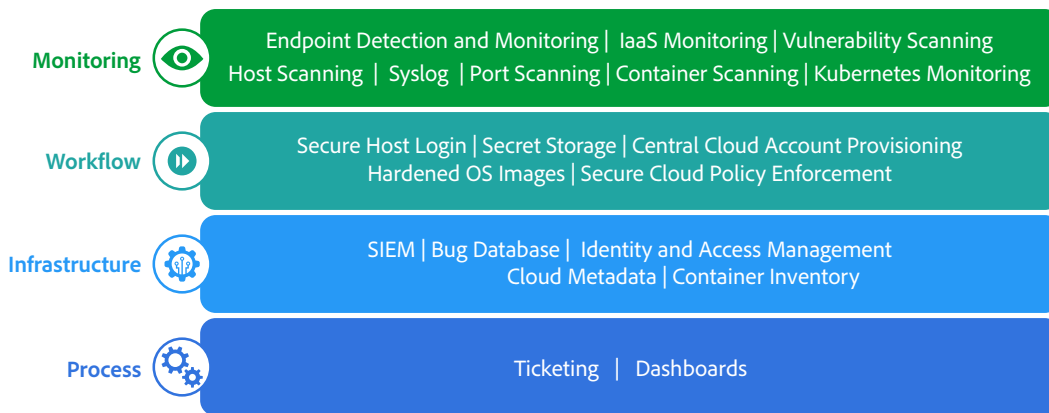 Monitoring
Endpoint Detection and Monitoring | IaaS Monitoring | Vulnerability Scanning
Host Scanning | Syslog | Port Scanning | Container Scanning | Kubernetes Monitoring
Workflow
Secure Host Login | Secret Storage | Central Cloud Account Provisioning
Hardened OS Images | Secure Cloud Policy Enforcement
Infrastructure
SIEM | Bug Database | Identity and Access Management
Cloud Metadata | Container Inventory
Process
Ticketing | Dashboards